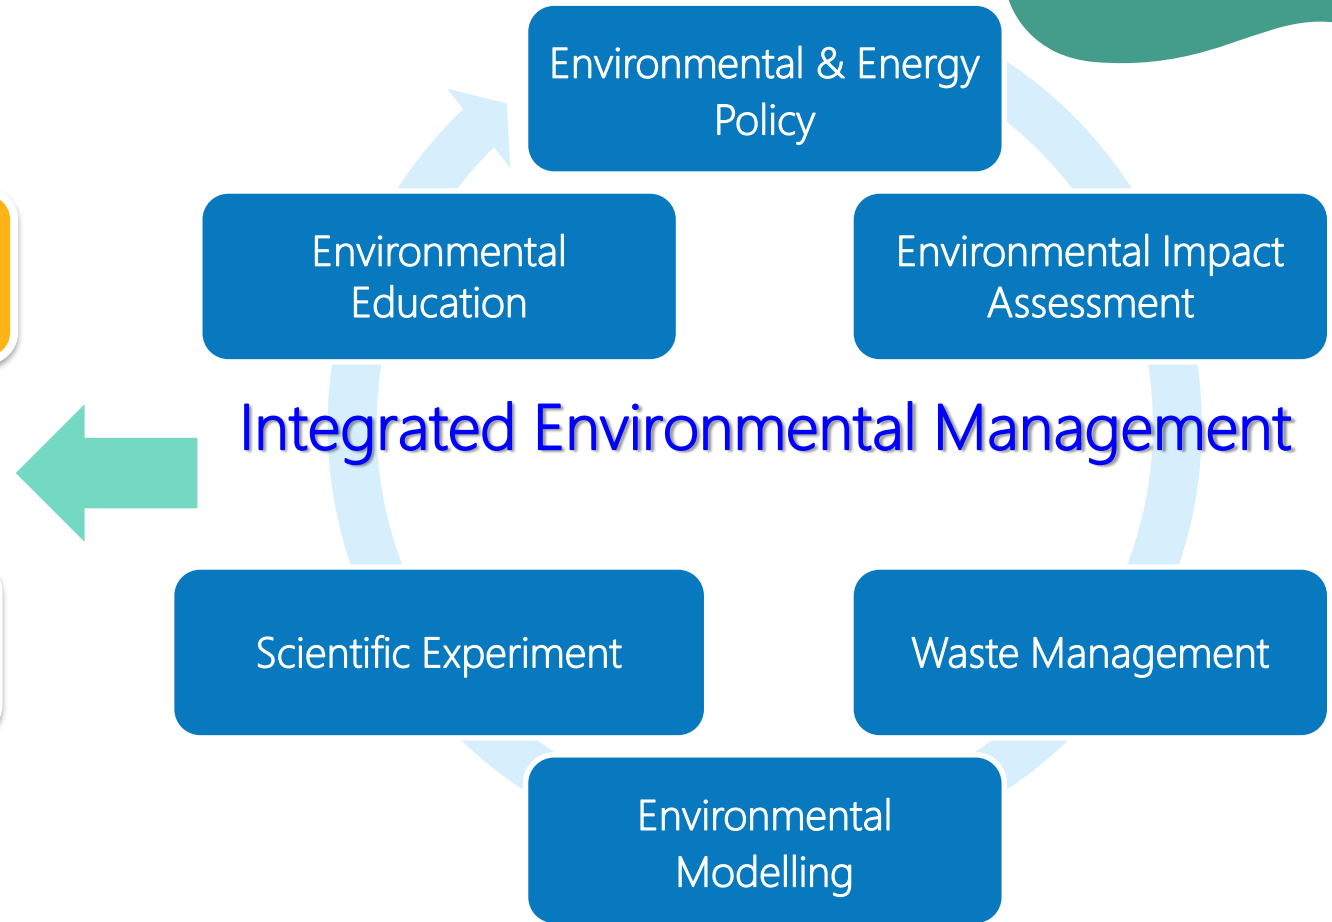 Environmental & Energy
Policy
Environmental
Education
Environmental Impact
Assessment
Integrated Environmental Management
Scientific Experiment
Waste Management
Environmental
Modelling